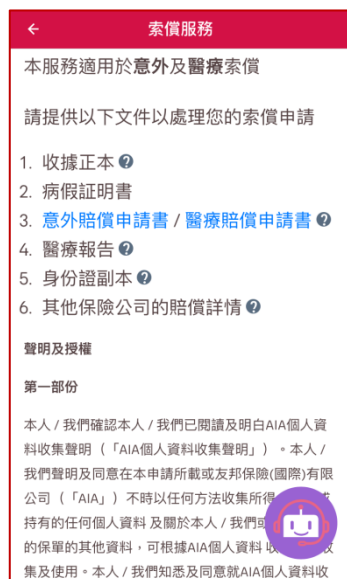 索償服務
本服務適用於意外及醫療索償
請提供以下文件以處理您的索償申請
1. 收據正本
2. 病假証明書
3. 意外賠償申請書 / 醫療賠償申請書
4. 醫療報告
5. 身份證副本
6. 其他保險公司的賠償詳情
聲明及授權
第一部份
本人 / 我們確認本人 / 我們已閱讀及明白AIA個人資
料收集聲明（「AIA個人資料收集聲明」）。本人 /
我們聲明及同意在本申請所載或友邦保險(國際)有限
公司（「AIA」）不時以任何方法收集所得
持有的任何個人資料 及關於本人 / 我們
的保單的其他資料，可根據AIA個人資料
集及使用。本人 / 我們知悉及同意就AIA個人資料收